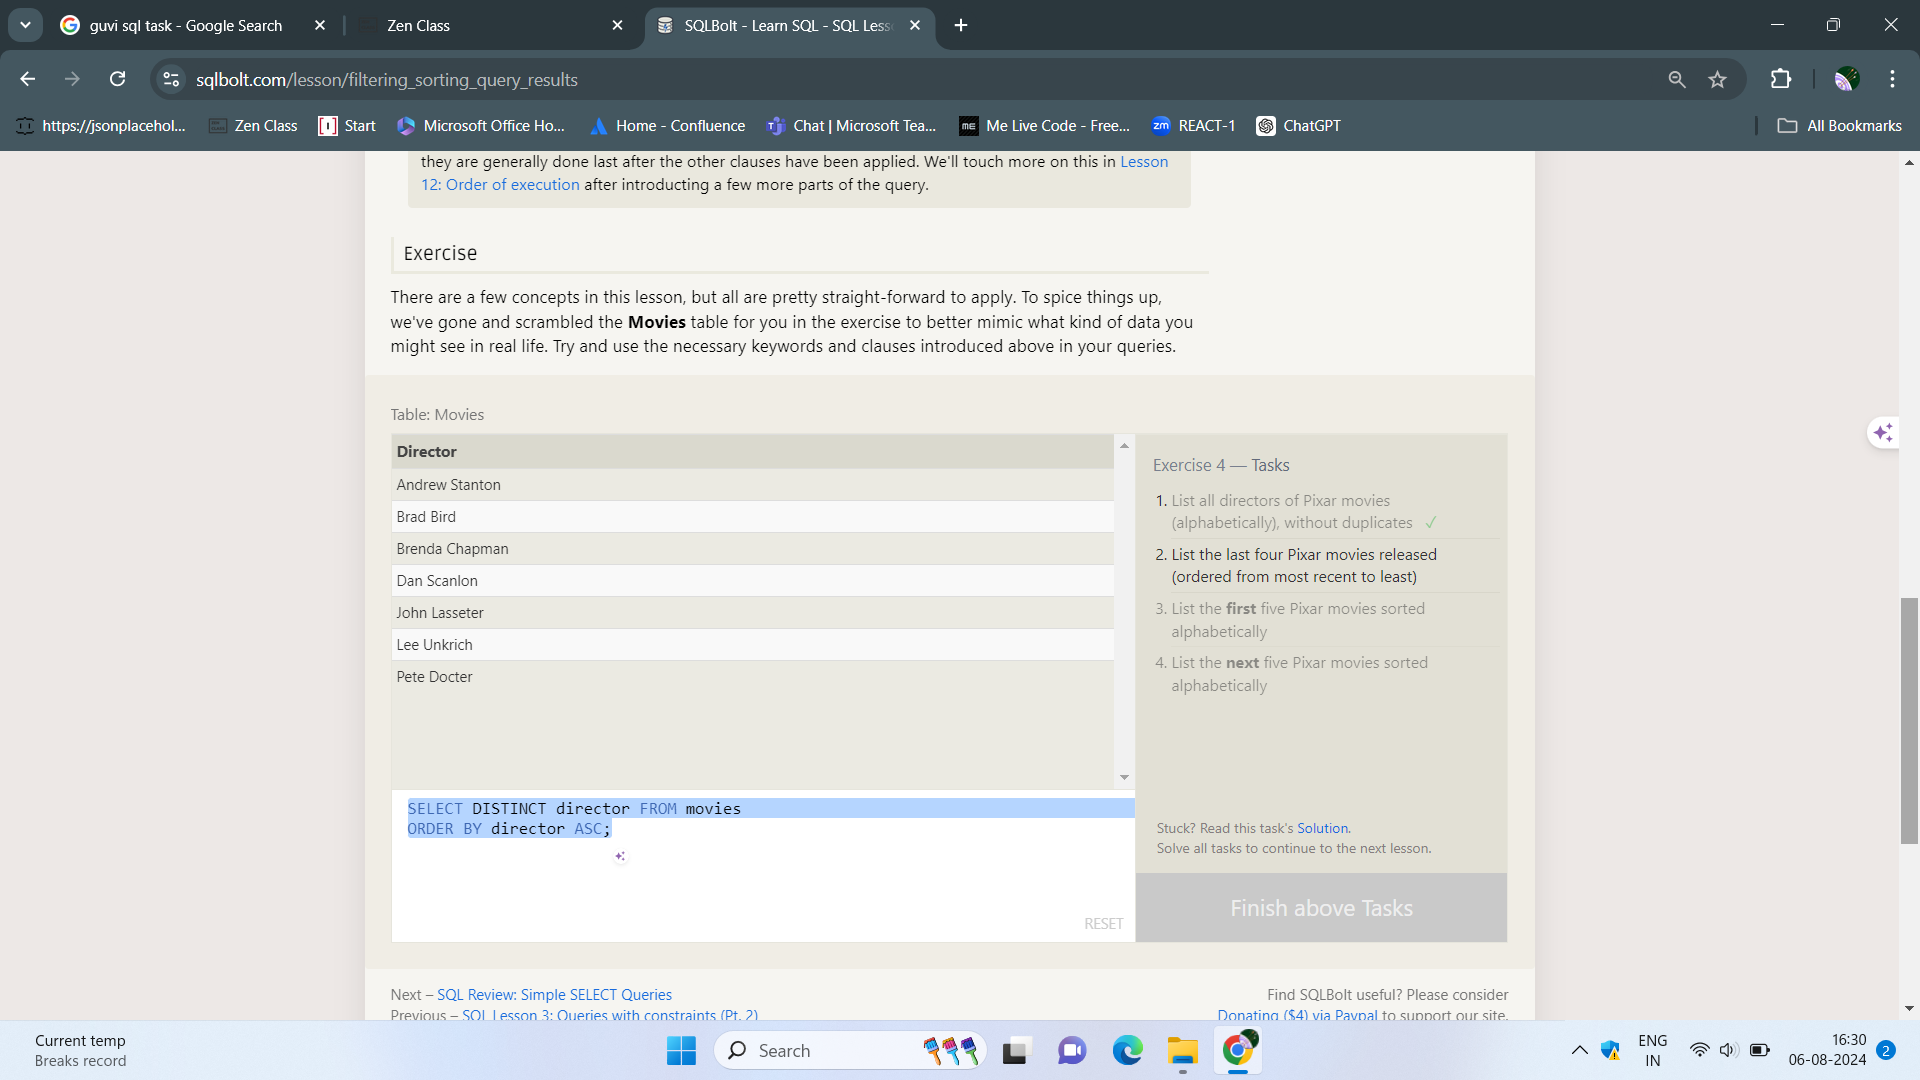 guvi sql task - Google Search
Zen Class
SQLBolt - Learn SQL - SQL Less
sqlbolt.com/lesson/filtering_sorting_query_results
https://jsonplacehol...
Zen Class
Start
Microsoft Office Ho...
Home - Confluence
Chat | Microsoft Tea...
Me Live Code - Free...
REACT-1
ChatGPT
All Bookmarks
they are generally done last after the other clauses have been applied. We'll touch more on this in Lesson
12: Order of execution after introducting a few more parts of the query.
Exercise
There are a few concepts in this lesson, but all are pretty straight-forward to apply. To spice things up,
we've gone and scrambled the Movies table for you in the exercise to better mimic what kind of data you
might see in real life. Try and use the necessary keywords and clauses introduced above in your queries.
Table: Movies
Director
Andrew Stanton
Brad Bird
Brenda Chapman
Dan Scanlon
John Lasseter
Lee Unkrich
Pete Docter
SELECT DISTINCT director FROM movies
ORDER BY director ASC;
RESET
Exercise 4 — Tasks
1. List all directors of Pixar movies
(alphabetically), without duplicates ✓
2. List the last four Pixar movies released
(ordered from most recent to least)
3. List the first five Pixar movies sorted
alphabetically
4. List the next five Pixar movies sorted
alphabetically
Stuck? Read this task's Solution.
Solve all tasks to continue to the next lesson.
Finish above Tasks
Next – SQL Review: Simple SELECT Queries
Previous – SQL Lesson 3: Queries with constraints (Pt. 2)
Find SQLBolt useful? Please consider
Donating ($4) via Paypal to support our site.
Current temp
Breaks record
Search
ENG
IN
16:30
06-08-2024
2